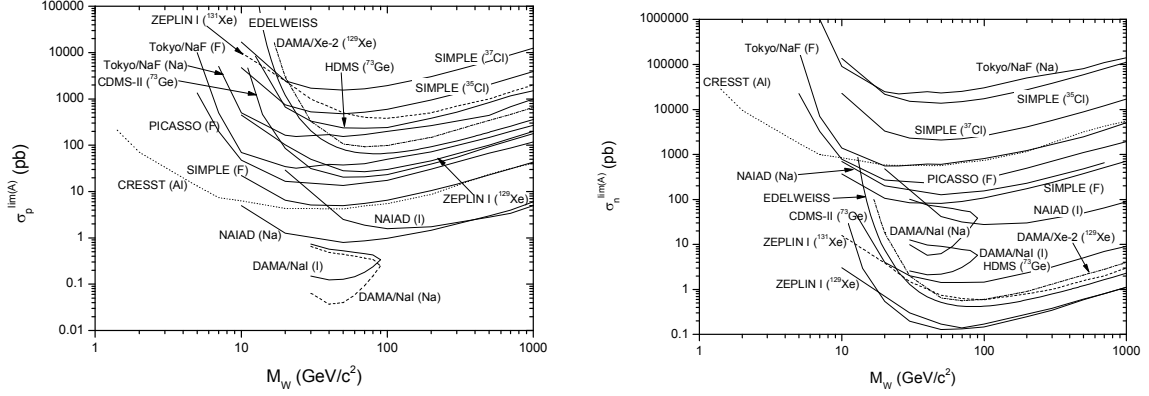 ZEPLIN I (¹³¹Xe)
EDELWEISS
DAMA/Xe-2 (¹²⁹Xe)
Tokyo/NaF (F)
Tokyo/NaF (Na)
CDMS-II (⁷³Ge)
HDMS (⁷³Ge)
SIMPLE (³⁷Cl)
SIMPLE (³⁵Cl)
PICASSO (F)
SIMPLE (F)
CRESST (Al)
ZEPLIN I (¹²⁹Xe)
NAIAD (I)
NAIAD (Na)
DAMA/NaI (I)
DAMA/NaI (Na)
100000
10000
1000
100
10
1
0.1
0.01
1
10
100
1000
σₚ^lim(A) (pb)
M_W (GeV/c²)
Tokyo/NaF (F)
Tokyo/NaF (Na)
CRESST (Al)
SIMPLE (³⁵Cl)
SIMPLE (³⁷Cl)
NAIAD (Na)
PICASSO (F)
SIMPLE (F)
EDELWEISS
CDMS-II (⁷³Ge)
NAIAD (I)
DAMA/NaI (Na)
DAMA/Xe-2 (¹²⁹Xe)
ZEPLIN I (¹³¹Xe)
DAMA/NaI (I)
HDMS (⁷³Ge)
ZEPLIN I (¹²⁹Xe)
1000000
100000
10000
1000
100
10
1
0.1
1
10
100
1000
σₙ^lim(A) (pb)
M_W (GeV/c²)